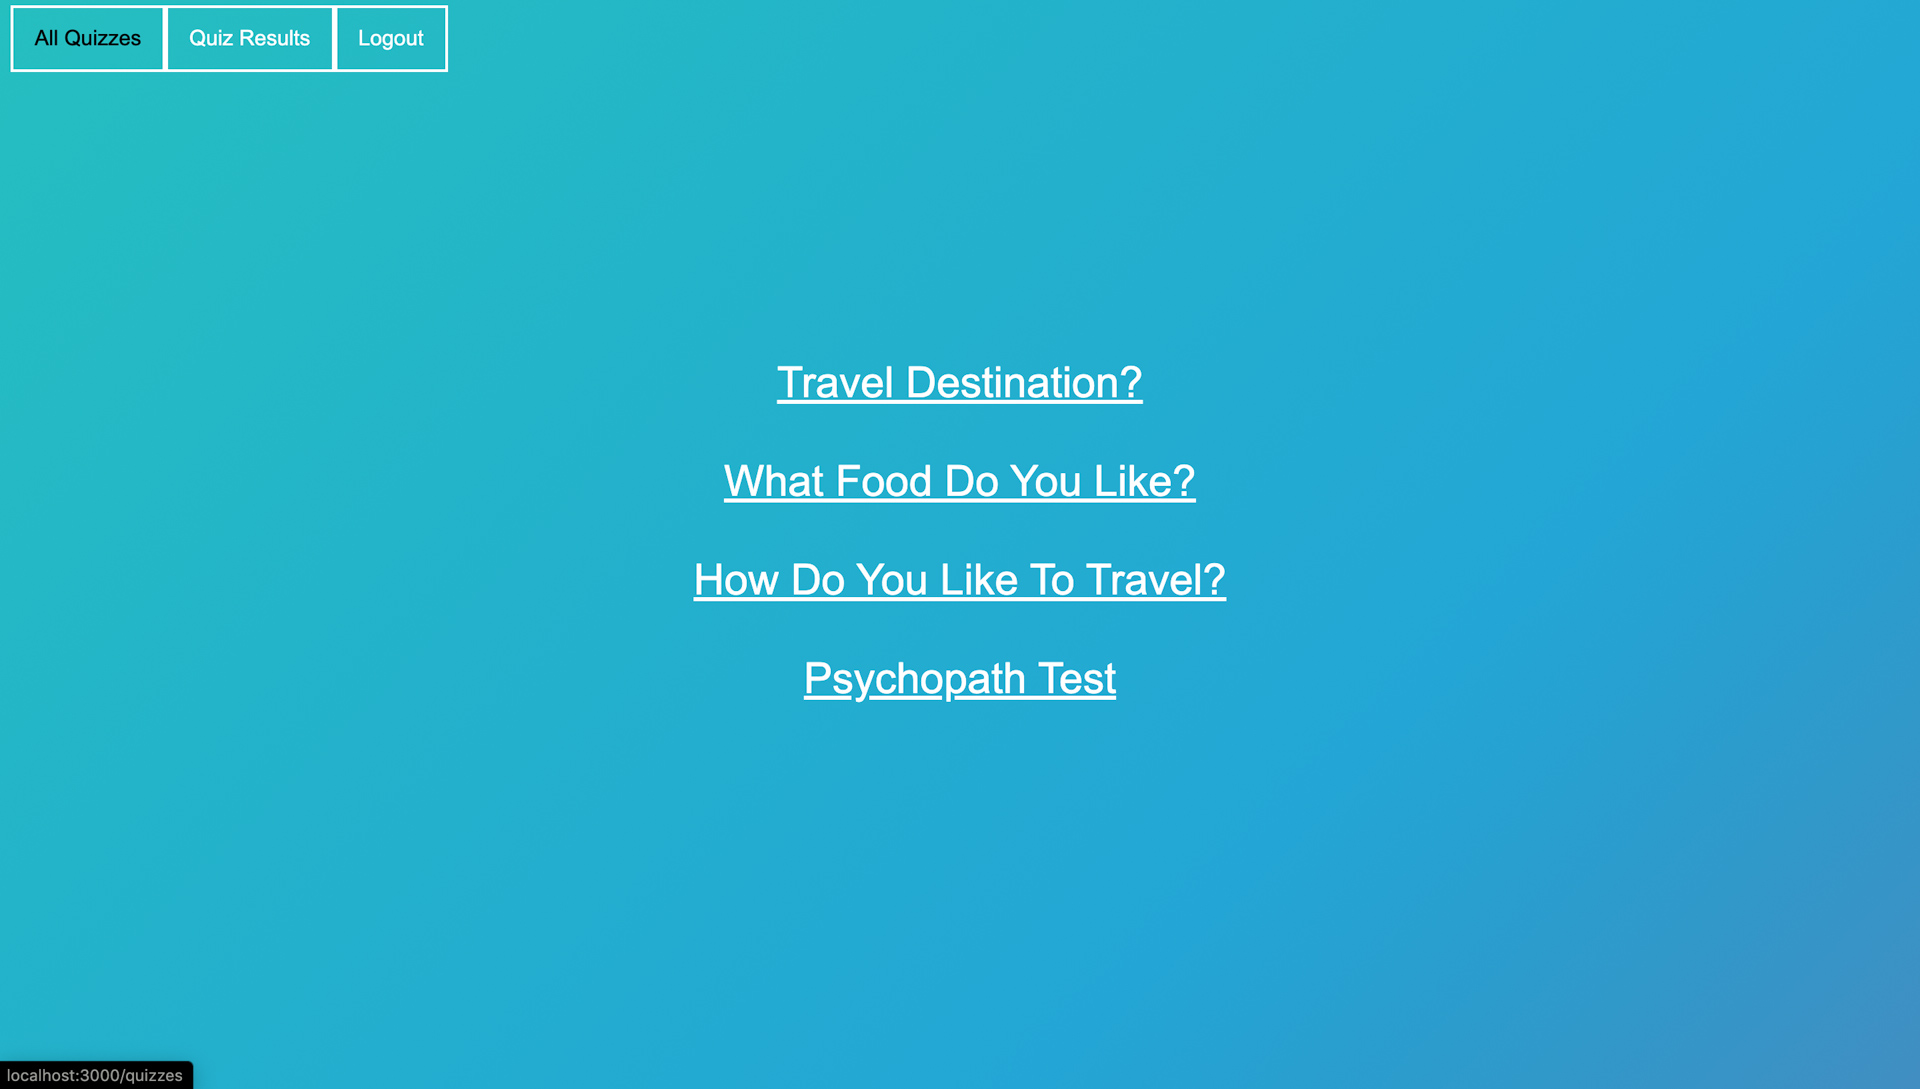 All Quizzes Quiz Results Logout
Travel Destination?
What Food Do You Like?
How Do You Like To Travel?
Psychopath Test
localhost:3000/quizzes